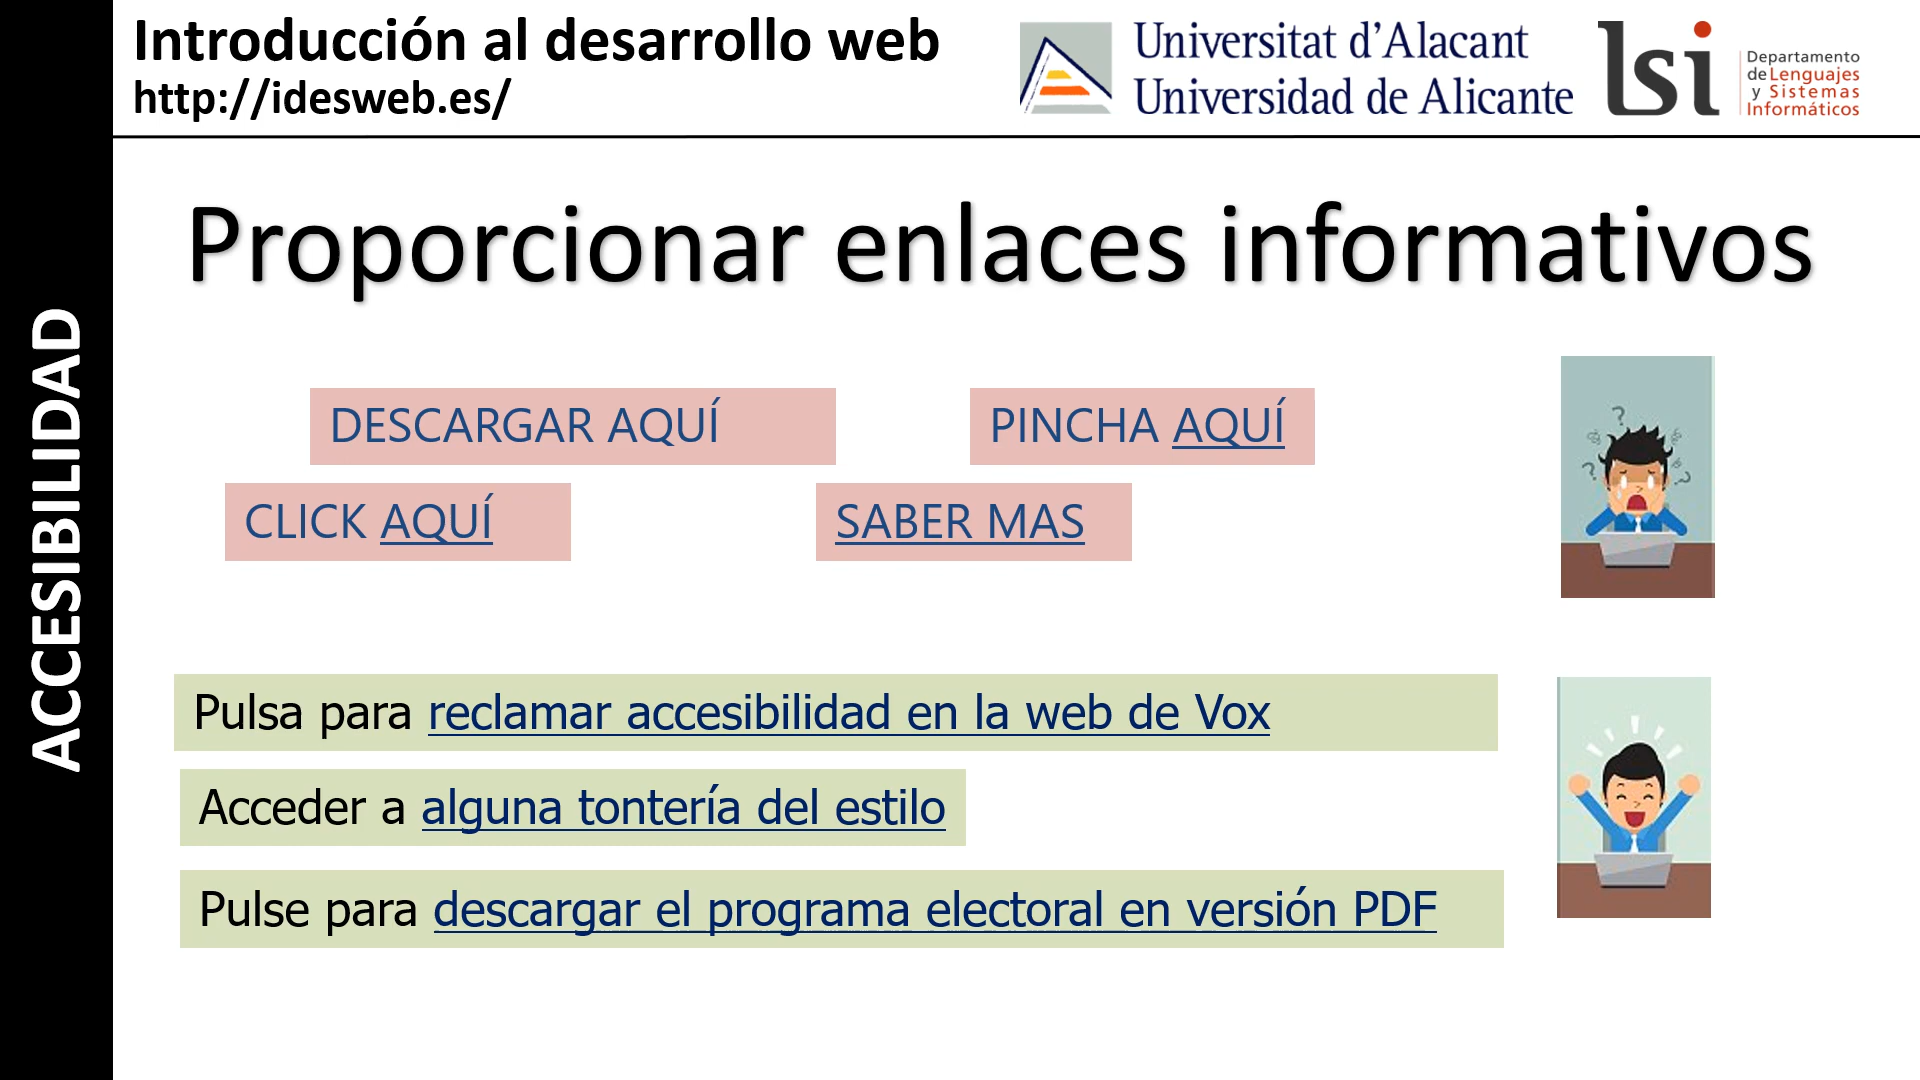 Introducción al desarrollo web
http://idesweb.es/
Universitat d'Alacant
Universidad de Alicante
lsi
Departamento
de Lenguajes
y Sistemas
Informáticos
ACCESIBILIDAD
Proporcionar enlaces informativos
DESCARGAR AQUÍ
PINCHA AQUÍ
CLICK AQUÍ
SABER MAS
Pulsa para reclamar accesibilidad en la web de Vox
Acceder a alguna tontería del estilo
Pulse para descargar el programa electoral en versión PDF